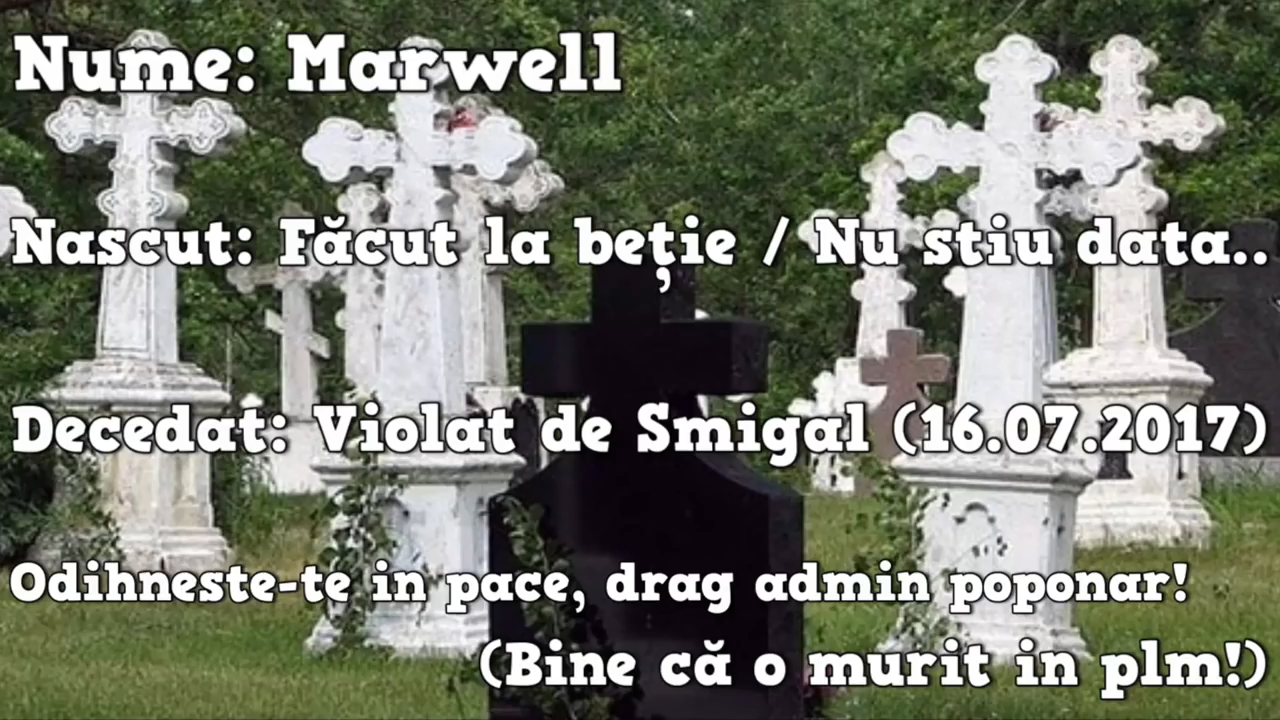 Nume: Marwell
Nascut: Făcut la beție / Nu stiu data..
Decedat: Violat de Smigal (16.07.2017)
Odihneste-te in pace, drag admin poponar!
(Bine că o murit in plm!)